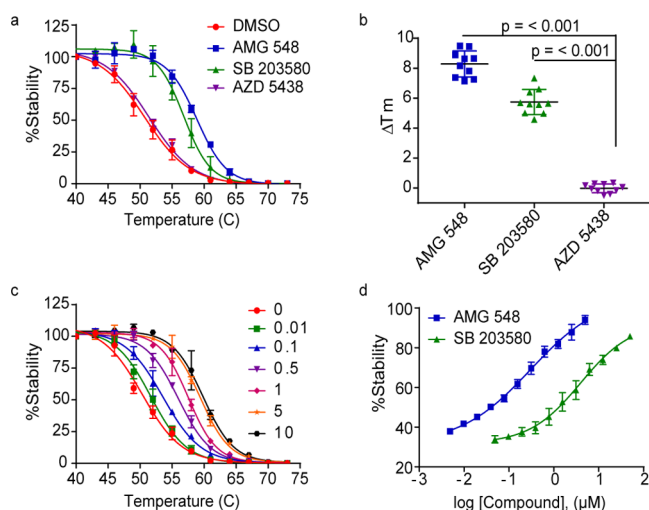 a
DMSO
AMG 548
SB 203580
AZD 5438
%Stability
125
100
75
50
25
0
40 45 50 55 60 65 70 75
Temperature (C)
b
p = < 0.001
p = < 0.001
ΔTm
10
8
6
4
2
0
AMG 548
SB 203580
AZD 5438
c
0
0.01
0.1
0.5
1
5
10
%Stability
125
100
75
50
25
0
40 45 50 55 60 65 70 75
Temperature (C)
d
AMG 548
SB 203580
%Stability
100
80
60
40
20
-3 -2 -1 0 1 2
log [Compound], (µM)